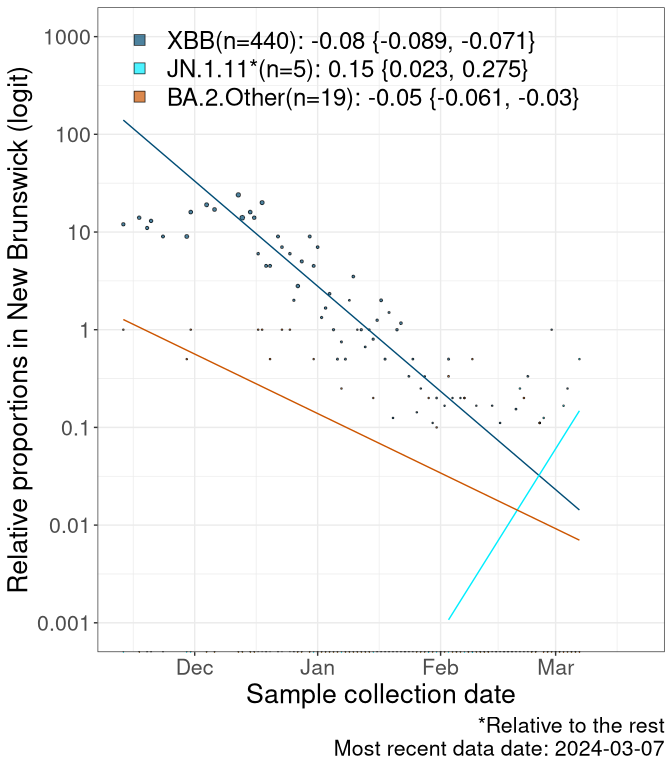 XBB(n=440): -0.08 {-0.089, -0.071}
JN.1.11*(n=5): 0.15 {0.023, 0.275}
BA.2.Other(n=19): -0.05 {-0.061, -0.03}
Relative proportions in New Brunswick (logit)
1000
100
10
1
0.1
0.01
0.001
Dec Jan Feb Mar
Sample collection date
*Relative to the rest
Most recent data date: 2024-03-07